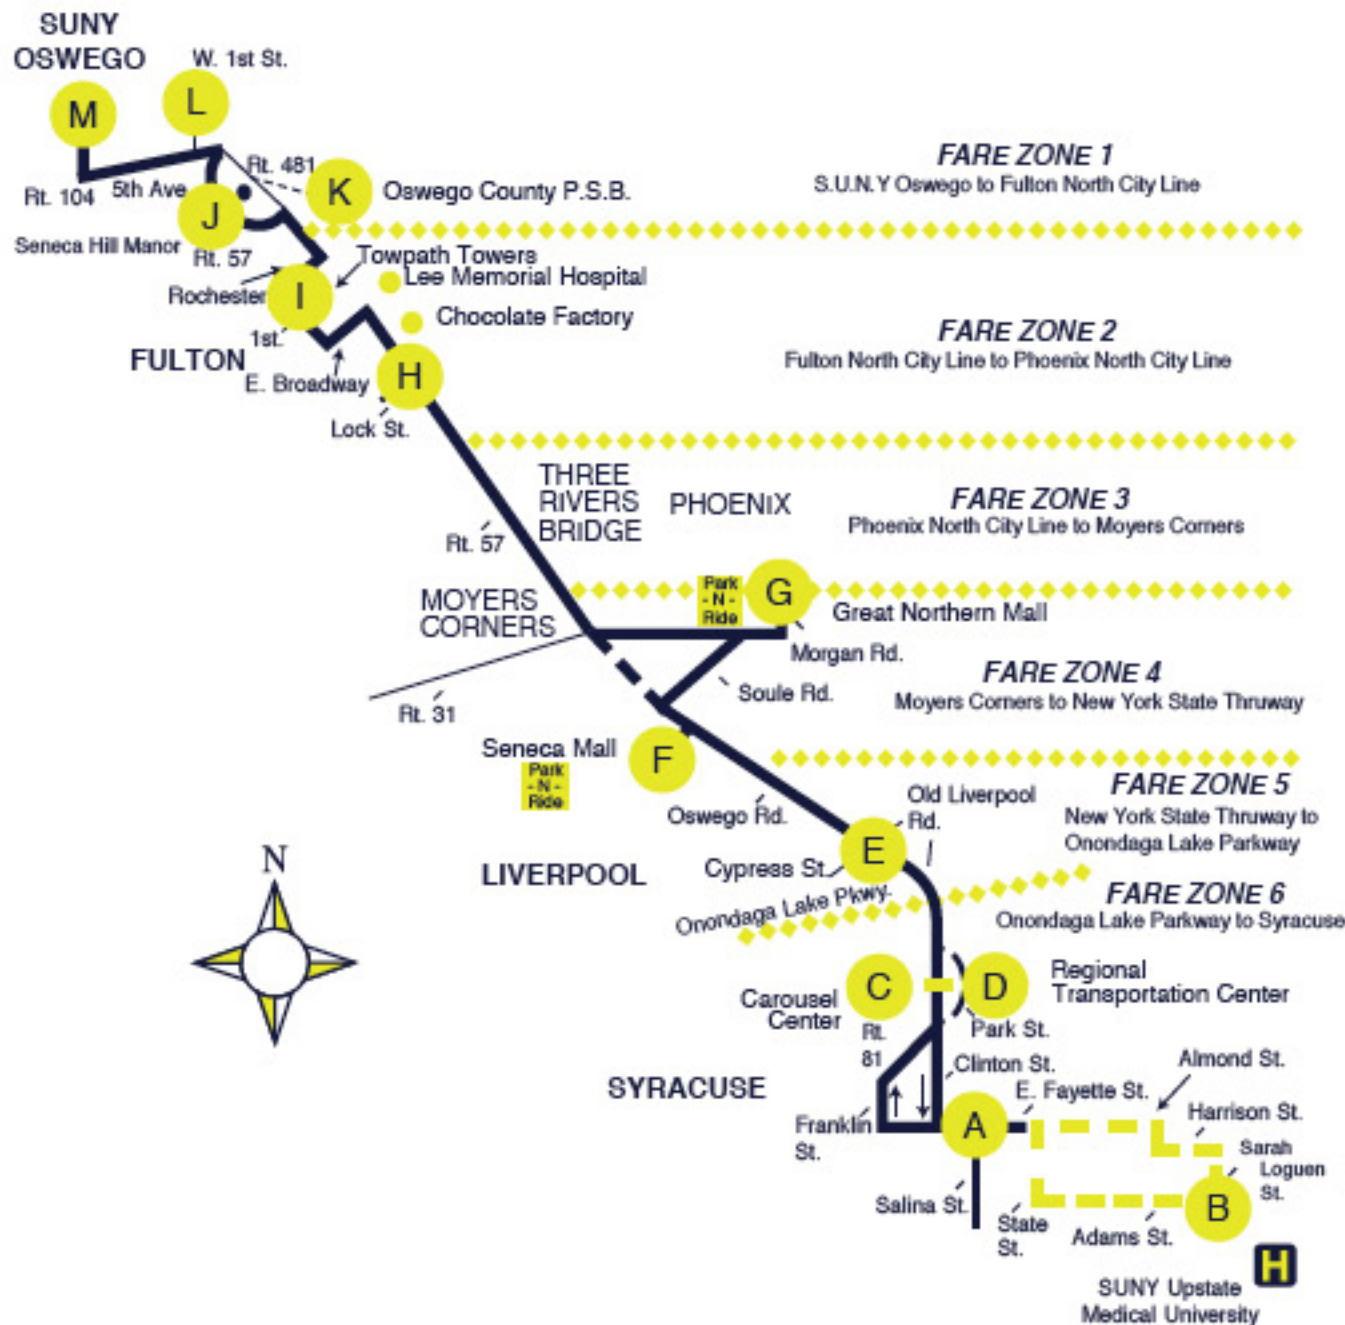 SUNY
OSWEGO
W. 1st St.
M
L
Rt. 481
Rt. 104
5th Ave
K
Oswego County P.S.B.
J
Seneca Hill Manor
Rt. 57
FARE ZONE 1
S.U.N.Y Oswego to Fulton North City Line
Towpath Towers
Lee Memorial Hospital
Rochester
I
Chocolate Factory
1st.
FULTON
E. Broadway
H
Lock St.
FARE ZONE 2
Fulton North City Line to Phoenix North City Line
THREE
RIVERS
BRIDGE
PHOENIX
FARE ZONE 3
Phoenix North City Line to Moyers Corners
Rt. 57
MOYERS
CORNERS
Park
- N -
Ride
G
Great Northern Mall
Morgan Rd.
Soule Rd.
Rt. 31
FARE ZONE 4
Moyers Corners to New York State Thruway
Seneca Mall
Park
- N -
Ride
F
Oswego Rd.
Old Liverpool
Rd.
FARE ZONE 5
New York State Thruway to
Onondaga Lake Parkway
E
Cypress St.
LIVERPOOL
Onondaga Lake Pkwy.
FARE ZONE 6
Onondaga Lake Parkway to Syracuse
N
C
D
Carousel
Center
Regional
Transportation Center
Rt.
81
Park St.
SYRACUSE
Clinton St.
E. Fayette St.
Almond St.
Franklin
St.
A
Harrison St.
Sarah
Loguen
St.
Salina St.
State
St.
Adams St.
B
H
SUNY Upstate
Medical University